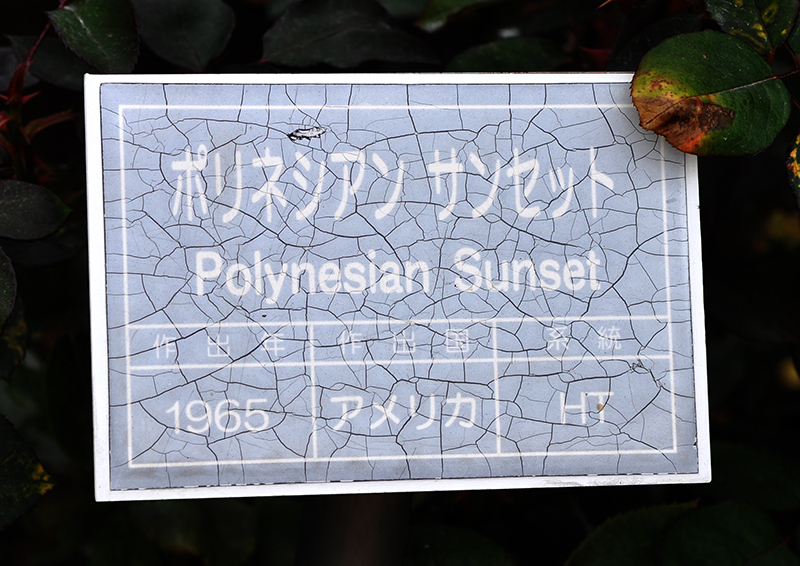 ポリネシアン サンセット
Polynesian Sunset
作出年 作出国 系統
1965 アメリカ HT